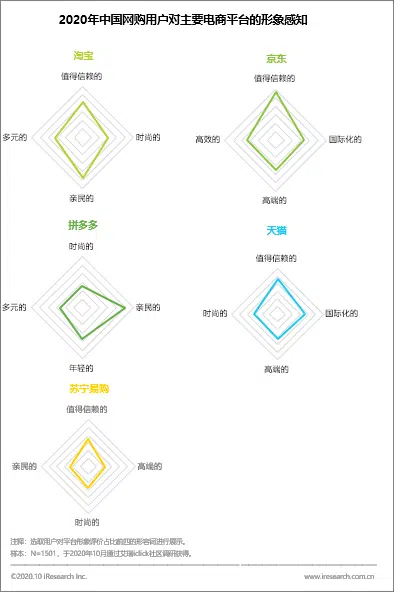 2020年中国网购用户对主要电商平台的形象感知
淘宝
值得信赖的
多元的
时尚的
亲民的
京东
值得信赖的
高效的
国际化的
高端的
拼多多
时尚的
多元的
亲民的
年轻的
天猫
值得信赖的
时尚的
国际化的
高端的
苏宁易购
值得信赖的
亲民的
高端的
时尚的
注释：选取用户对平台形象评价占比前四的形容词进行展示。
样本：N=1501，于2020年10月通过艾瑞iclick社区调研获得。
©2020.10 iResearch Inc.
www.iresearch.com.cn